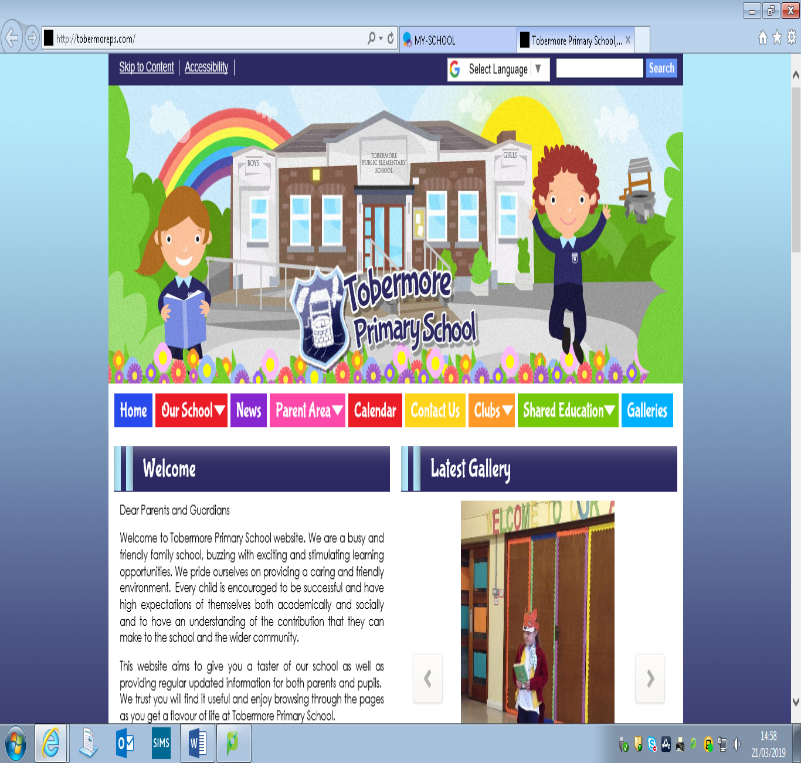 http://tobermoreps.com/
MY-SCHOOL
Tobermore Primary School,...
Skip to Content
Accessibility
Select Language
Search
BOYS
TOBERMORE
PUBLIC ELEMENTARY
SCHOOL
GIRLS
Tobermore
Primary School
Home
Our School
News
Parent Area
Calendar
Contact Us
Clubs
Shared Education
Galleries
Welcome
Dear Parents and Guardians
Welcome to Tobermore Primary School website. We are a busy and
friendly family school, buzzing with exciting and stimulating learning
opportunities. We pride ourselves on providing a caring and friendly
environment. Every child is encouraged to be successful and have
high expectations of themselves both academically and socially
and to have an understanding of the contribution that they can
make to the school and the wider community.
This website aims to give you a taster of our school as well as
providing regular updated information for both parents and pupils.
We trust you will find it useful and enjoy browsing through the pages
as you get a flavour of life at Tobermore Primary School.
Latest Gallery
WELCOME TO OUR
SIMS
14:58
21/03/2019